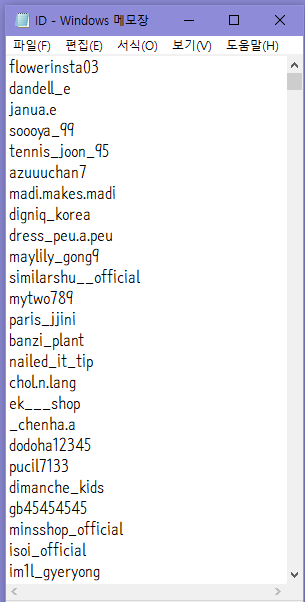 ID - Windows 메모장
파일(F) 편집(E) 서식(O) 보기(V) 도움말(H)
flowerinsta03
dandell_e
janua.e
soooya_99
tennis_joon_95
azuuuchan7
madi.makes.madi
digniq_korea
dress_peu.a.peu
maylily_gong9
similarshu__official
mytwo789
paris_jjini
banzi_plant
nailed_it_tip
chol.n.lang
ek___shop
_chenha.a
dodoha12345
pucil7133
dimanche_kids
gb45454545
minsshop_official
isoi_official
im1l_gyeryong